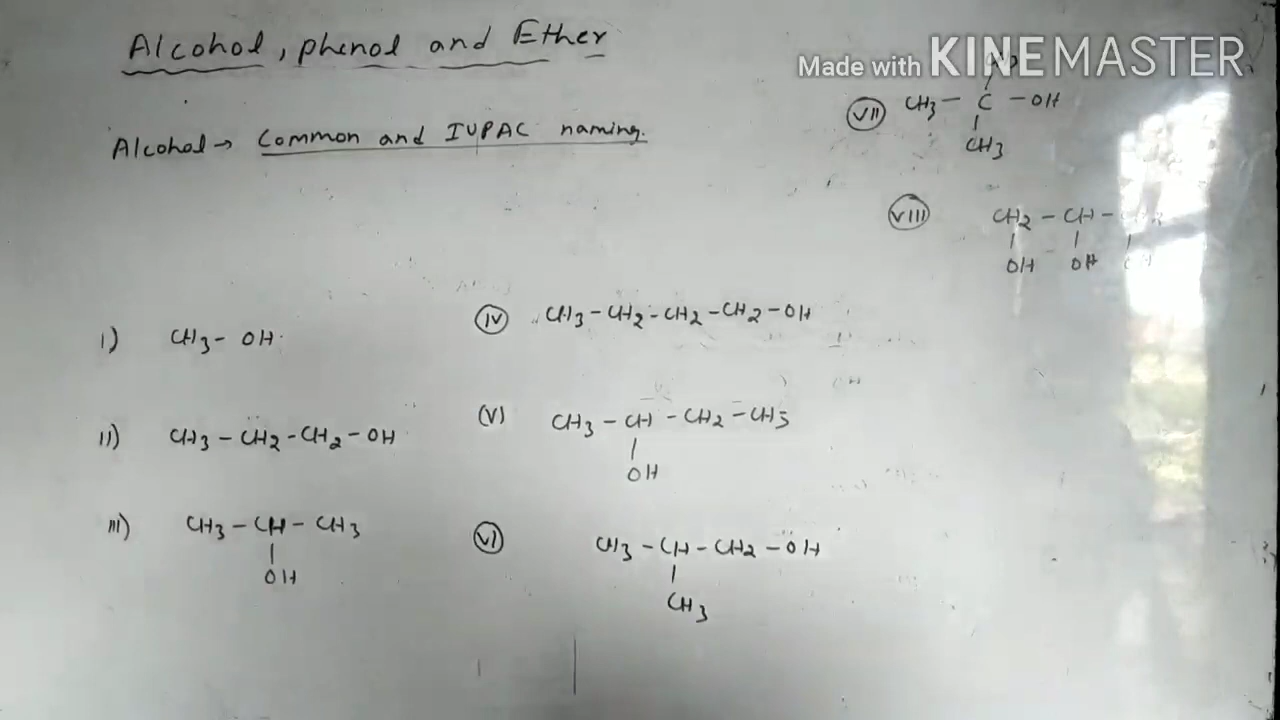 Alcohol, phenol and Ether
Made with KINEMASTER
Alcohol → Common and IUPAC naming.
VII CH3 - C - OH
CH3
VIII CH2 - CH -
OH OH
I) CH3 - OH
II) CH3 - CH2 - CH2 - OH
III) CH3 - CH - CH3
OH
IV CH3 - CH2 - CH2 - CH2 - OH
(V) CH3 - CH - CH2 - CH3
OH
VI CH3 - CH - CH2 - OH
CH3